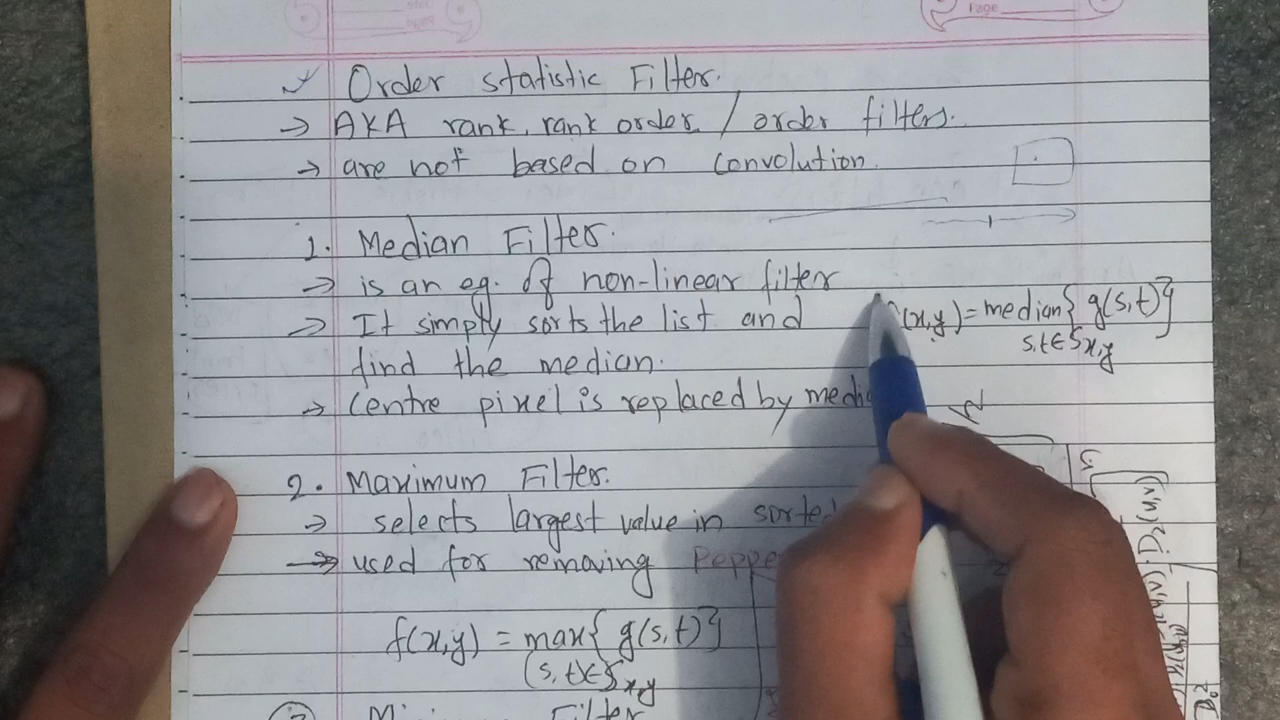 Page
Order statistic Filter.
→ AKA rank, rank order / order filters.
→ are not based on convolution.
1. Median Filter.
→ is an eg. of non-linear filter
→ It simply sorts the list and
(x,y) = median{ g(s,t)}
s,t∈Sx,y
find the median.
→ Centre pixel is replaced by
2. Maximum Filter.
→ selects largest value in sorted
→ used for removing
f(x,y) = max{ g(s,t)}
(s,t)∈Sx,y
Filter